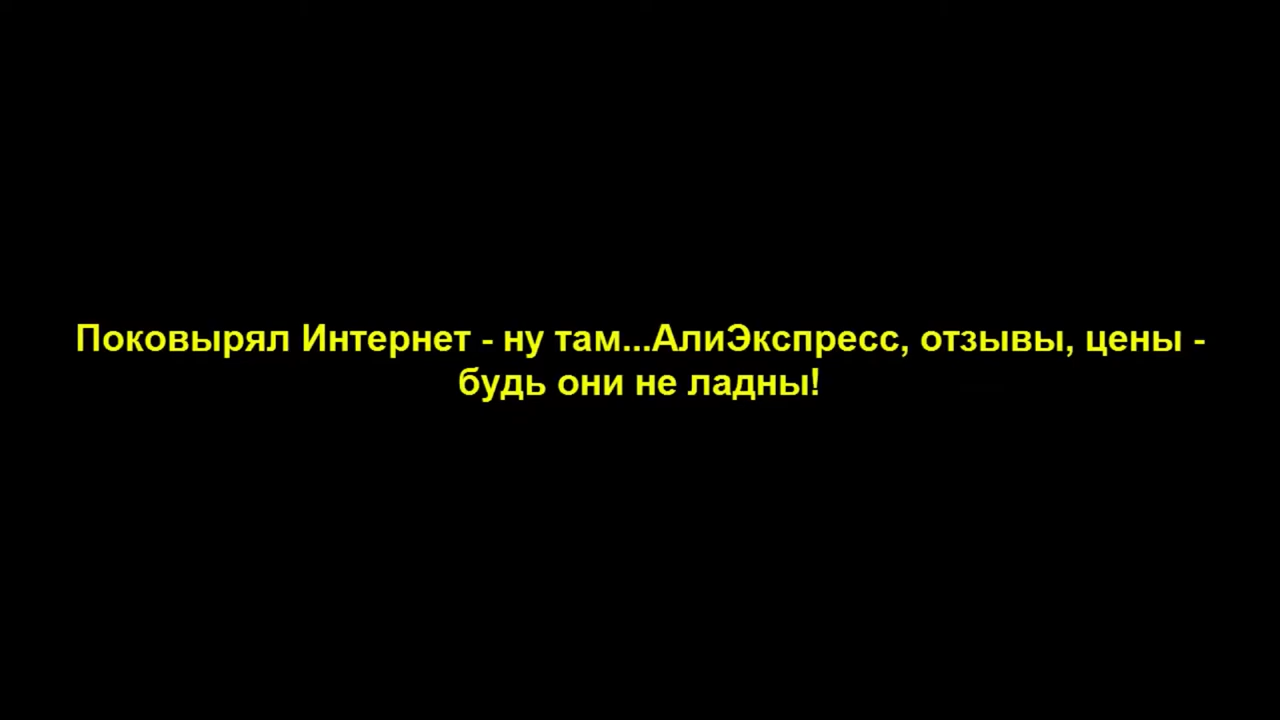 Поковырял Интернет - ну там...АлиЭкспресс, отзывы, цены -
будь они не ладны!